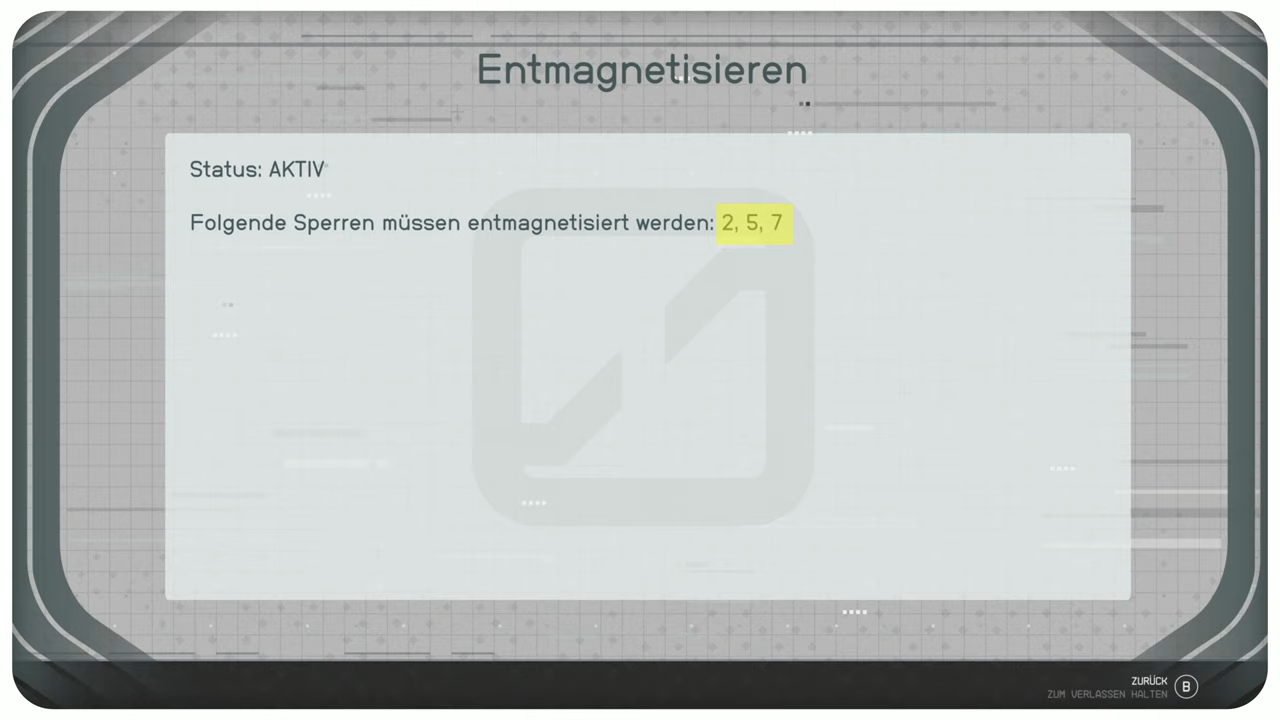 Entmagnetisieren
Status: AKTIV
Folgende Sperren müssen entmagnetisiert werden: 2, 5, 7
ZURÜCK
ZUM VERLASSEN HALTEN
B